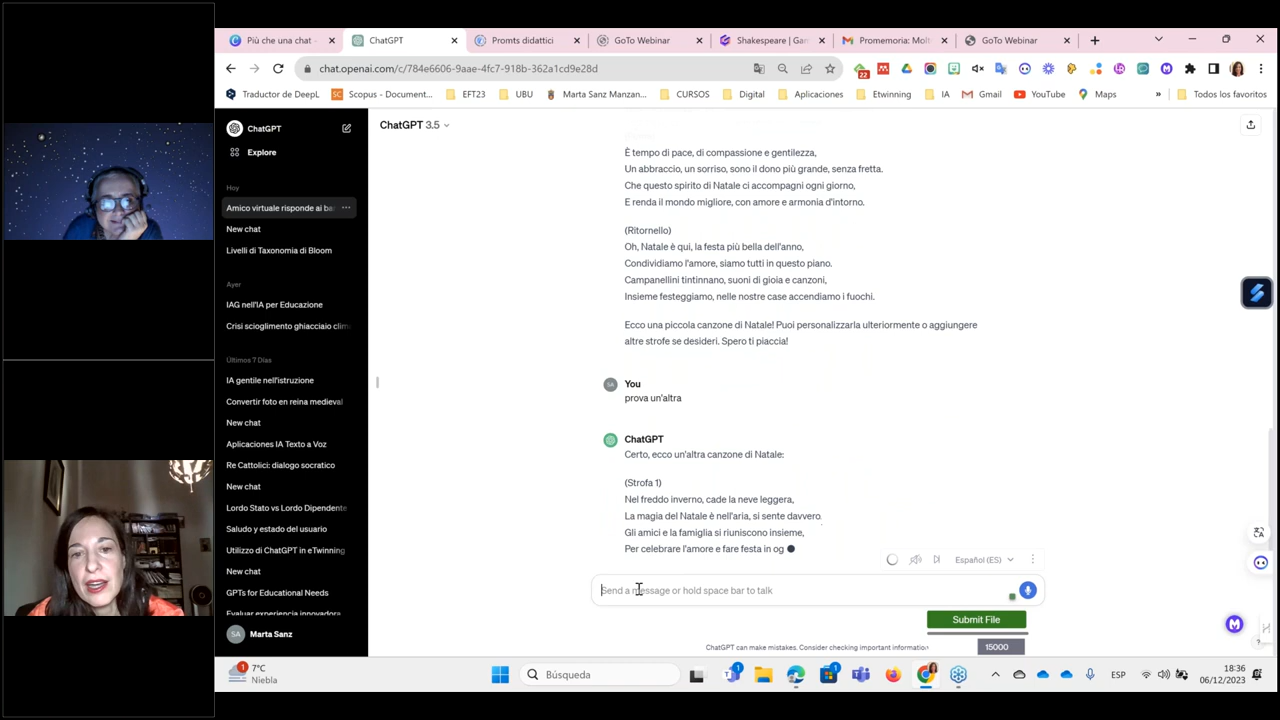 Più che una c
ChatGPT
Promts didattici
GoTo Webinar
Shakespeare | Gam
Promemoria: Molt
GoTo Webinar
chat.openai.com/c/784e6606-9aae-4fc7-918b-362a1cd9e28d
22
Traductor de DeepL
SC Scopus - Document...
EFT23
UBU
Marta Sanz Manzan...
CURSOS
Digital
Aplicaciones
Etwinning
IA
Gmail
YouTube
Maps
»
Todos los favoritos
ChatGPT
Explore
Hoy
Amico virtuale risponde ai ba
New chat
Livelli di Taxonomia di Bloom
Ayer
IAG nell'IA per Educazione
Crisi scioglimento ghiacciaio clim
Últimos 7 Días
IA gentile nell'istruzione
Convertir foto en reina medieval
New chat
Aplicaciones IA Texto a Voz
Re Cattolici: dialogo socratico
New chat
Lordo Stato vs Lordo Dipendente
Saludo y estado del usuario
Utilizzo di ChatGPT in eTwinning
New chat
GPTs for Educational Needs
Evaluar experiencia innovadora
SA Marta Sanz
ChatGPT 3.5
È tempo di pace, di compassione e gentilezza,
Un abbraccio, un sorriso, sono il dono più grande, senza fretta.
Che questo spirito di Natale ci accompagni ogni giorno,
E renda il mondo migliore, con amore e armonia d'intorno.
(Ritornello)
Oh, Natale è qui, la festa più bella dell'anno,
Condividiamo l'amore, siamo tutti in questo piano.
Campanellini tintinnano, suoni di gioia e canzoni,
Insieme festeggiamo, nelle nostre case accendiamo i fuochi.
Ecco una piccola canzone di Natale! Puoi personalizzarla ulteriormente o aggiungere
altre strofe se desideri. Spero ti piaccia!
SA You
prova un'altra
ChatGPT
Certo, ecco un'altra canzone di Natale:
(Strofa 1)
Nel freddo inverno, cade la neve leggera,
La magia del Natale è nell'aria, si sente davvero.
Gli amici e la famiglia si riuniscono insieme,
Per celebrare l'amore e fare festa in og
Español (ES)
Send a message or hold space bar to talk
Submit File
ChatGPT can make mistakes. Consider checking important information.
15000
?
1
7°C
Niebla
Búsqueda
1
1
ESP
18:36
06/12/2023